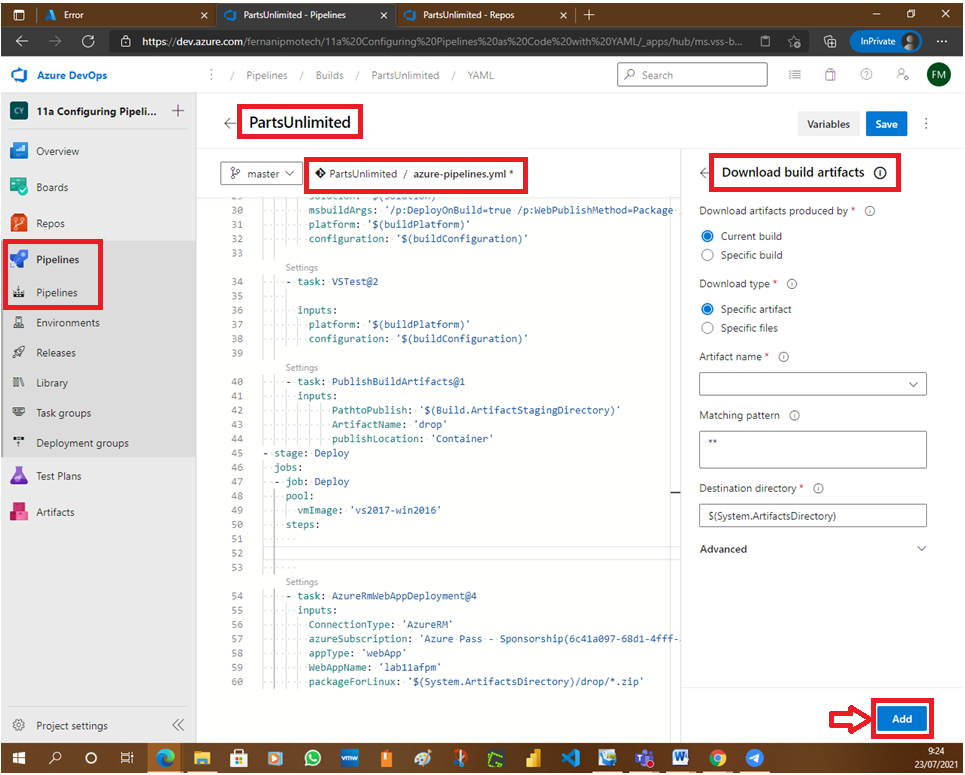 Error
PartsUnlimited - Pipelines
PartsUnlimited - Repos
https://dev.azure.com/fernanipmotech/11a%20Configuring%20Pipelines%20as%20Code%20with%20YAML/_apps/hub/ms.vss-b...
InPrivate
Azure DevOps
/ Pipelines / Builds / PartsUnlimited / YAML
Search
FM
CY
11a Configuring Pipeli...
PartsUnlimited
Variables
Save
Overview
Boards
Repos
Pipelines
Pipelines
Environments
Releases
Library
Task groups
Deployment groups
Test Plans
Artifacts
Project settings
master
PartsUnlimited / azure-pipelines.yml *
29 solution: '$(solution)'
30 msbuildArgs: '/p:DeployOnBuild=true /p:WebPublishMethod=Package
31 platform: '$(buildPlatform)'
32 configuration: '$(buildConfiguration)'
33
Settings
34 - task: VSTest@2
35
36 inputs:
37 platform: '$(buildPlatform)'
38 configuration: '$(buildConfiguration)'
39
Settings
40 - task: PublishBuildArtifacts@1
41 inputs:
42 PathtoPublish: '$(Build.ArtifactStagingDirectory)'
43 ArtifactName: 'drop'
44 publishLocation: 'Container'
45 - stage: Deploy
46 jobs:
47 - job: Deploy
48 pool:
49 vmImage: 'vs2017-win2016'
50 steps:
51
52
53
Settings
54 - task: AzureRmWebAppDeployment@4
55 inputs:
56 ConnectionType: 'AzureRM'
57 azureSubscription: 'Azure Pass - Sponsorship(6c41a097-68d1-4fff-
58 appType: 'webApp'
59 WebAppName: 'lab11afpm'
60 packageForLinux: '$(System.ArtifactsDirectory)/drop/*.zip'
Download build artifacts
Download artifacts produced by *
Current build
Specific build
Download type *
Specific artifact
Specific files
Artifact name *
Matching pattern
**
Destination directory *
$(System.ArtifactsDirectory)
Advanced
Add
vmw
9:24
23/07/2021